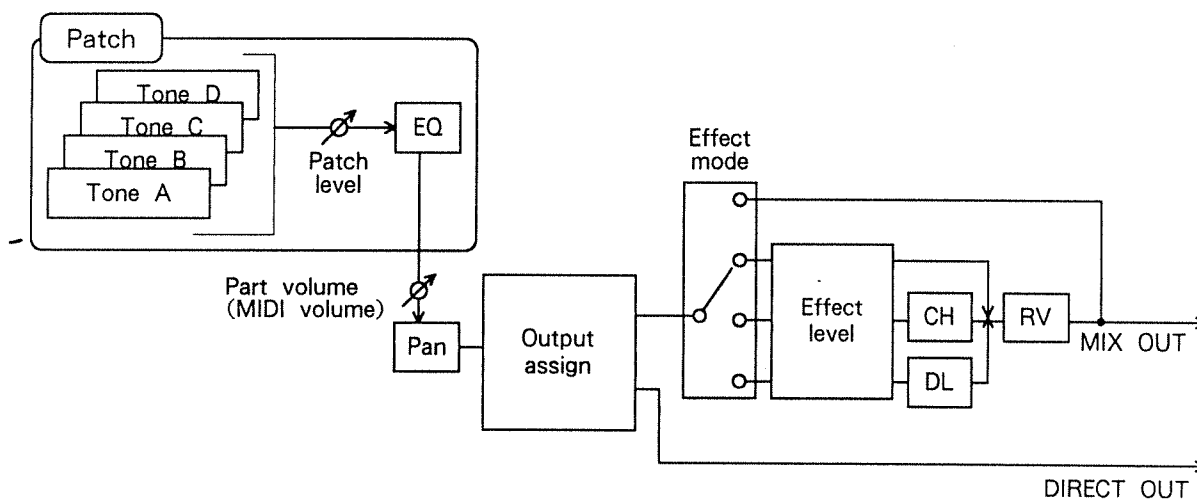 Patch
Tone D
Tone C
Tone B
Tone A
Patch
level
EQ
Part volume
(MIDI volume)
Pan
Output
assign
Effect
mode
Effect
level
CH
DL
RV
MIX OUT
DIRECT OUT